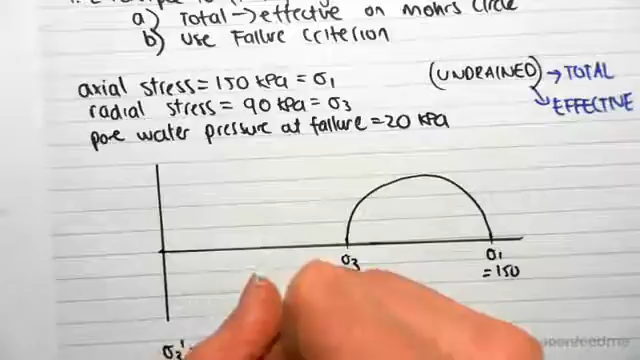 a) Total → effective on Mohrs Circle
b) Use Failure Criterion
axial stress = 150 kPa = σ₁
radial stress = 90 kPa = σ₃
pore water pressure at failure = 20 kPa
(UNDRAINED) → TOTAL
↳ EFFECTIVE
σ₃
σ₁
= 150
σ₃'